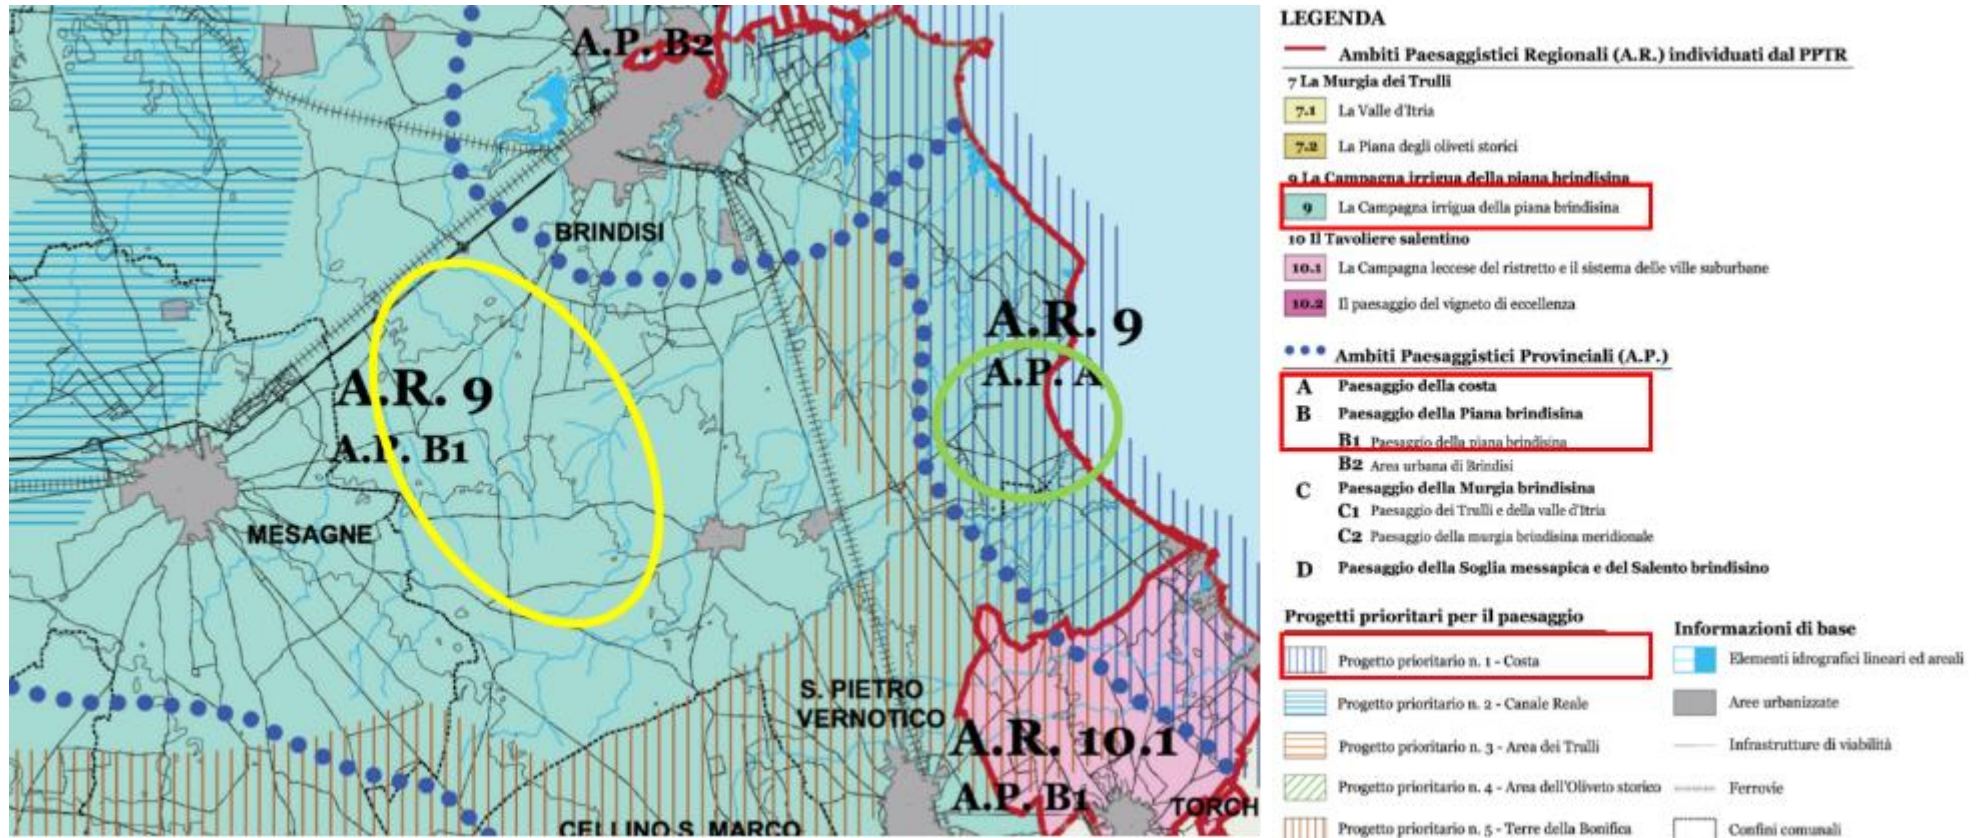 A.P. B2
BRINDISI
A.R. 9
A.P. A
A.R. 9
A.P. B1
MESAGNE
S. PIETRO
VERNOTICO
A.R. 10.1
A.P. B1
TORCH
CELLINO S. MARCO
LEGENDA
Ambiti Paesaggistici Regionali (A.R.) individuati dal PPTR
7 La Murgia dei Trulli
7.1 La Valle d'Itria
7.2 La Piana degli oliveti storici
9 La Campagna irrigua della piana brindisina
9 La Campagna irrigua della piana brindisina
10 Il Tavoliere salentino
10.1 La Campagna leccese del ristretto e il sistema delle ville suburbane
10.2 Il paesaggio del vigneto di eccellenza
Ambiti Paesaggistici Provinciali (A.P.)
A Paesaggio della costa
B Paesaggio della Piana brindisina
B1 Paesaggio della piana brindisina
B2 Area urbana di Brindisi
C Paesaggio della Murgia brindisina
C1 Paesaggio dei Trulli e della valle d'Itria
C2 Paesaggio della murgia brindisina meridionale
D Paesaggio della Soglia messapica e del Salento brindisino
Progetti prioritari per il paesaggio
Progetto prioritario n. 1 - Costa
Progetto prioritario n. 2 - Canale Reale
Progetto prioritario n. 3 - Area dei Tralli
Progetto prioritario n. 4 - Area dell'Oliveto storico
Progetto prioritario n. 5 - Terre della Bonifica
Informazioni di base
Elementi idrografici lineari ed areali
Aree urbanizzate
Infrastrutture di viabilità
Ferrovie
Confini comunali